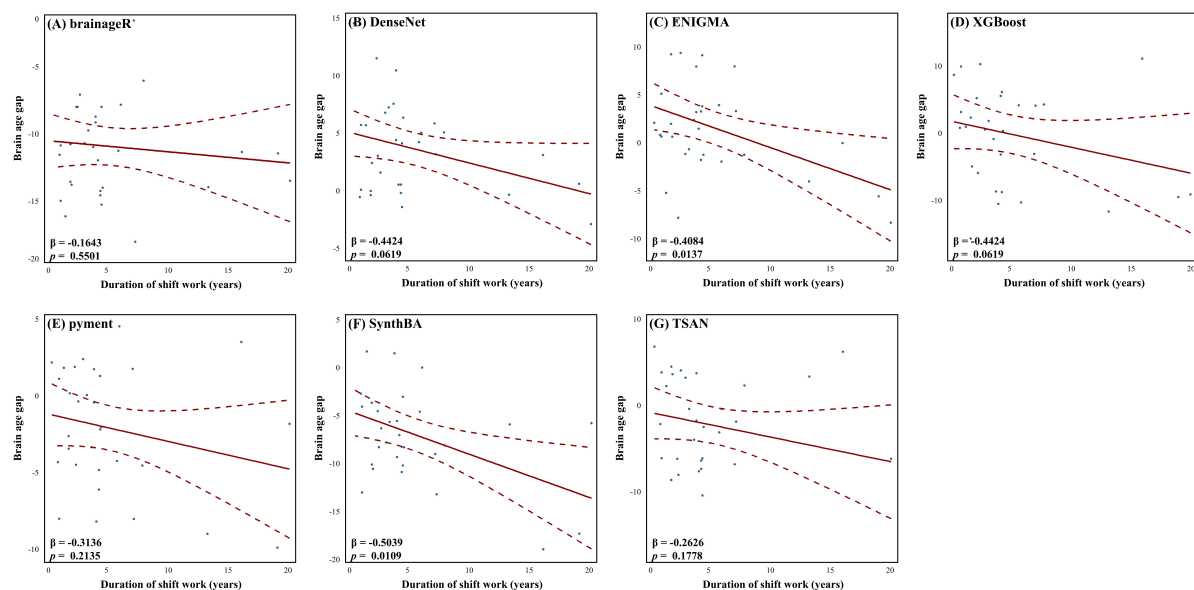 (A) brainageR*
0
-5
-10
-15
-20
Brain age gap
β = -0.1643
p = 0.5501
0 5 10 15 20
Duration of shift work (years)
(B) DenseNet
15
10
5
0
-5
Brain age gap
β = -0.4424
p = 0.0619
0 5 10 15 20
Duration of shift work (years)
(C) ENIGMA
10
5
0
-5
-10
Brain age gap
β = -0.4084
p = 0.0137
0 5 10 15 20
Duration of shift work (years)
(D) XGBoost
10
0
-10
Brain age gap
β = -0.4424
p = 0.0619
0 5 10 15 20
Duration of shift work (years)
(E) pyment
5
0
-5
-10
Brain age gap
β = -0.3136
p = 0.2135
0 5 10 15 20
Duration of shift work (years)
(F) SynthBA
5
0
-5
-10
-15
-20
Brain age gap
β = -0.5039
p = 0.0109
0 5 10 15 20
Duration of shift work (years)
(G) TSAN
10
0
-10
Brain age gap
β = -0.2626
p = 0.1778
0 5 10 15 20
Duration of shift work (years)